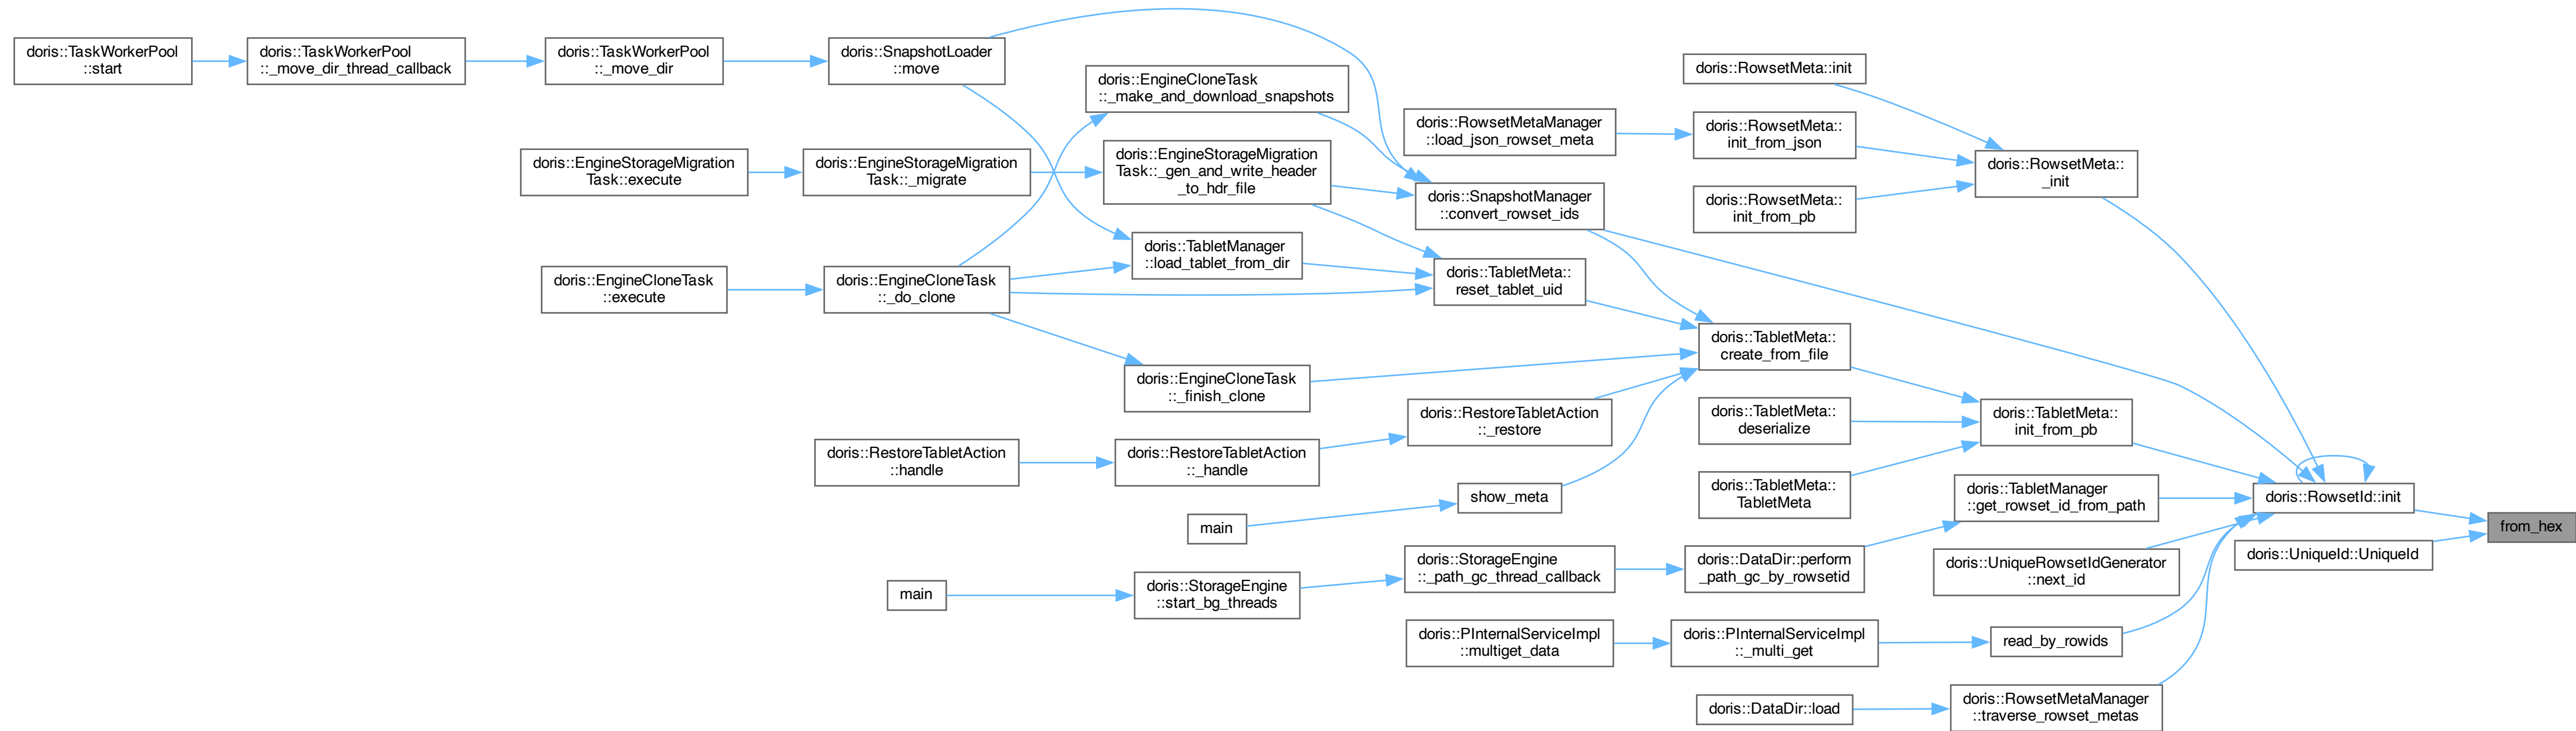 doris::TaskWorkerPool
::start
doris::TaskWorkerPool
::_move_dir_thread_callback
doris::TaskWorkerPool
::_move_dir
doris::SnapshotLoader
::move
doris::EngineCloneTask
::_make_and_download_snapshots
doris::EngineStorageMigration
Task::execute
doris::EngineStorageMigration
Task::_migrate
doris::EngineStorageMigration
Task::_gen_and_write_header
_to_hdr_file
doris::TabletManager
::load_tablet_from_dir
doris::EngineCloneTask
::execute
doris::EngineCloneTask
::_do_clone
doris::EngineCloneTask
::_finish_clone
doris::RestoreTabletAction
::handle
doris::RestoreTabletAction
::_handle
doris::RestoreTabletAction
::_restore
show_meta
main
main
doris::StorageEngine
::start_bg_threads
doris::StorageEngine
::_path_gc_thread_callback
doris::DataDir::perform
_path_gc_by_rowsetid
doris::PInternalServiceImpl
::multiget_data
doris::PInternalServiceImpl
::_multi_get
read_by_rowids
doris::DataDir::load
doris::RowsetMetaManager
::traverse_rowset_metas
doris::RowsetMeta::init
doris::RowsetMetaManager
::load_json_rowset_meta
doris::RowsetMeta::
init_from_json
doris::RowsetMeta::
init_from_pb
doris::RowsetMeta::
_init
doris::SnapshotManager
::convert_rowset_ids
doris::TabletMeta::
reset_tablet_uid
doris::TabletMeta::
create_from_file
doris::TabletMeta::
deserialize
doris::TabletMeta::
TabletMeta
doris::TabletMeta::
init_from_pb
doris::TabletManager
::get_rowset_id_from_path
doris::UniqueRowsetIdGenerator
::next_id
doris::RowsetId::init
doris::UniqueId::UniqueId
from_hex